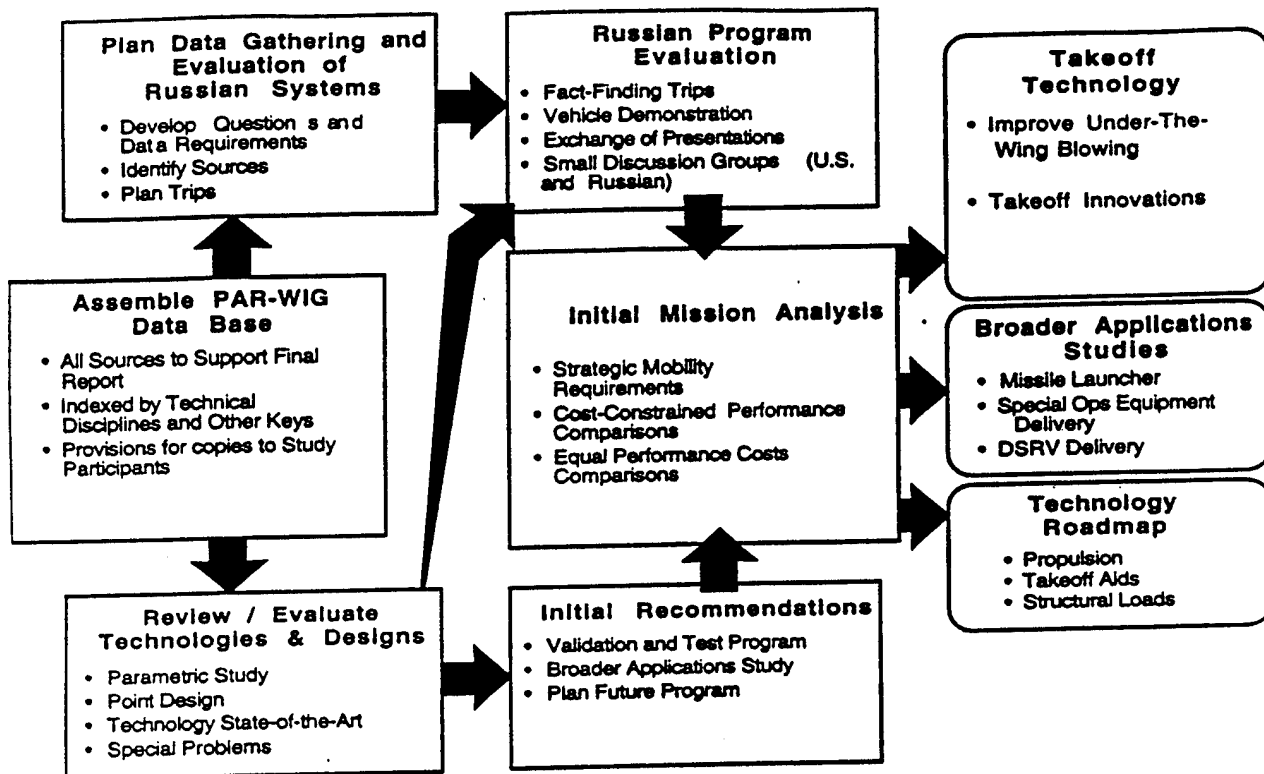 Plan Data Gathering and
Evaluation of
Russian Systems
• Develop Question s and
Data Requirements
• Identify Sources
• Plan Trips
Russian Program
Evaluation
• Fact-Finding Trips
• Vehicle Demonstration
• Exchange of Presentations
• Small Discussion Groups (U.S.
and Russian)
Takeoff
Technology
• Improve Under-The-
Wing Blowing
• Takeoff Innovations
Assemble PAR-WIG
Data Base
• All Sources to Support Final
Report
• Indexed by Technical
Disciplines and Other Keys
• Provisions for copies to Study
Participants
Initial Mission Analysis
• Strategic Mobility
Requirements
• Cost-Constrained Performance
Comparisons
• Equal Performance Costs
Comparisons
Broader Applications
Studies
• Missile Launcher
• Special Ops Equipment
Delivery
• DSRV Delivery
Technology
Roadmap
• Propulsion
• Takeoff Aids
• Structural Loads
Review / Evaluate
Technologies & Designs
• Parametric Study
• Point Design
• Technology State-of-the-Art
• Special Problems
Initial Recommendations
• Validation and Test Program
• Broader Applications Study
• Plan Future Program